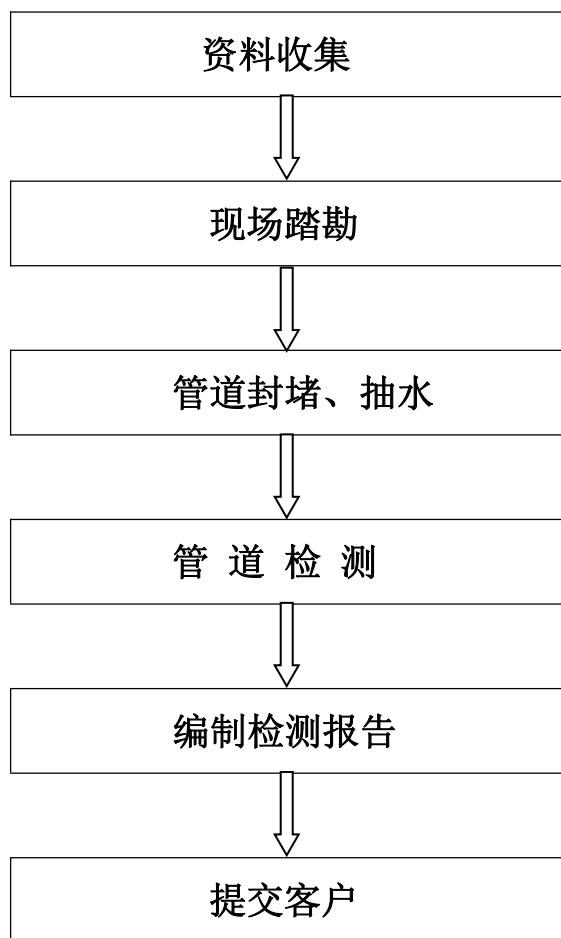 资料收集
现场踏勘
管道封堵、抽水
管 道 检 测
编制检测报告
提交客户